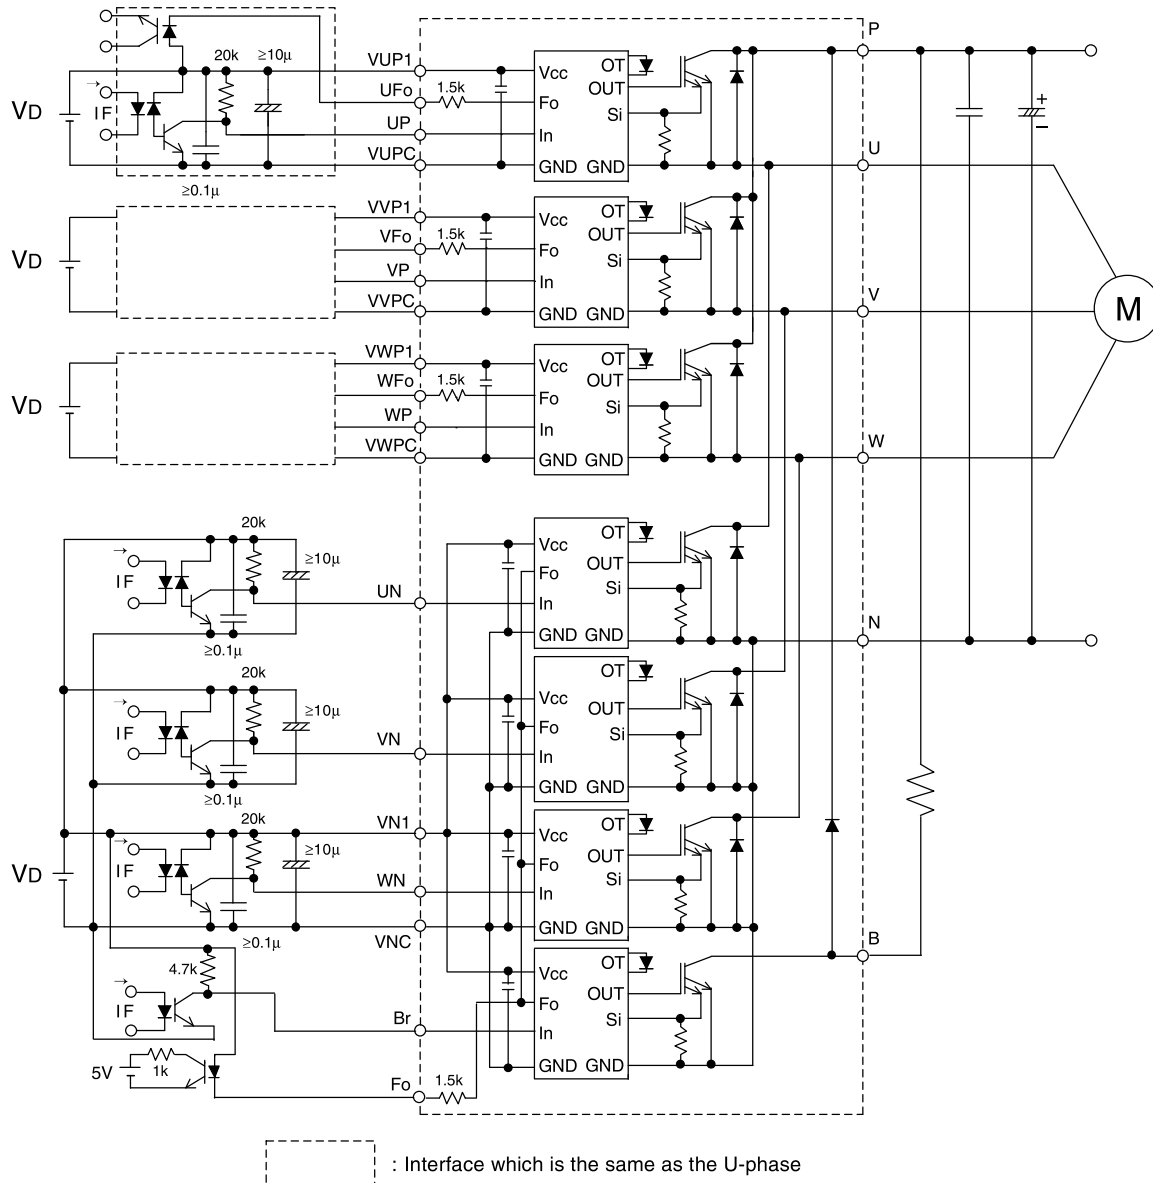 P
20k
≥10µ
VUP1
OT
Vcc
OUT
UFo
1.5k
Fo
VD
IF
Si
UP
In
VUPC
GND GND
U
≥0.1µ
VVP1
OT
Vcc
OUT
VFo
1.5k
Fo
VD
Si
VP
In
VVPC
GND GND
V
M
VWP1
OT
Vcc
OUT
WFo
1.5k
Fo
VD
Si
WP
In
VWPC
GND GND
W
20k
OT
Vcc
≥10µ
OUT
IF
Fo
Si
UN
In
GND GND
N
≥0.1µ
20k
OT
Vcc
≥10µ
OUT
IF
Fo
Si
VN
In
GND GND
≥0.1µ
20k
VN1
OT
Vcc
≥10µ
OUT
VD
IF
Fo
Si
WN
In
GND GND
VNC
≥0.1µ
B
4.7k
OT
Vcc
OUT
IF
Fo
Si
Br
In
GND GND
5V
1k
Fo
1.5k
: Interface which is the same as the U-phase